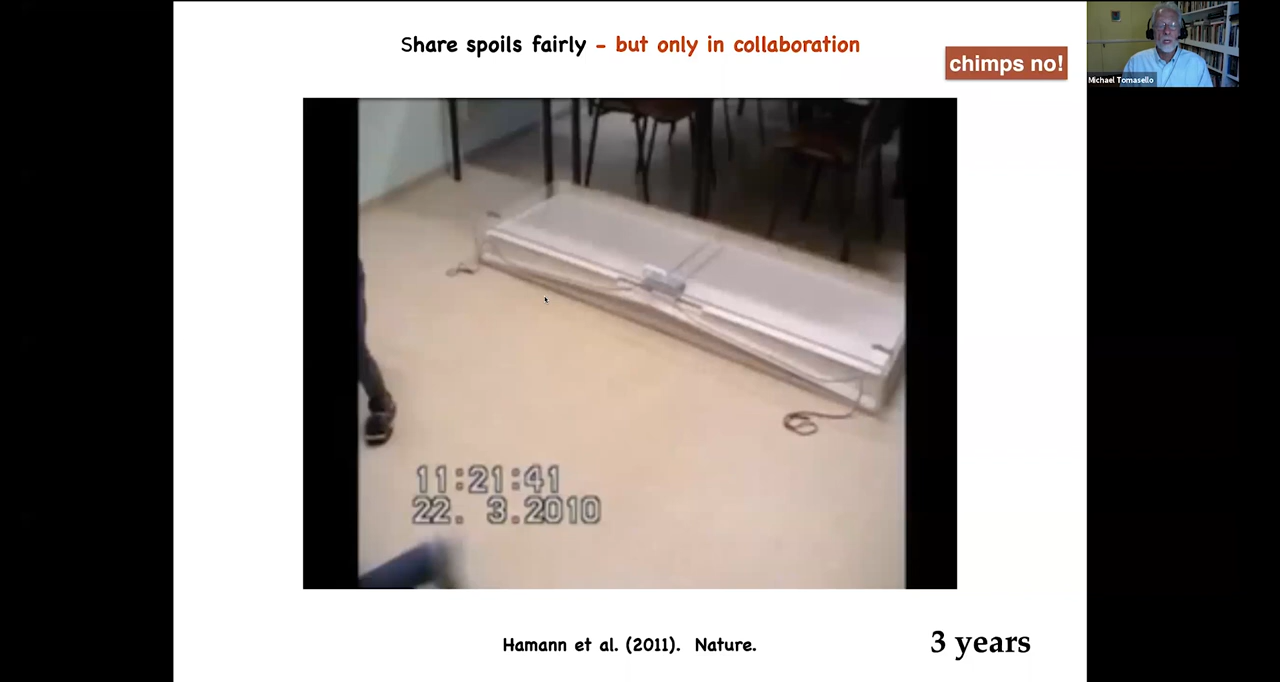 Share spoils fairly - but only in collaboration
chimps no!
Michael Tomasello
11:21:41
22. 3.2010
Hamann et al. (2011). Nature.
3 years